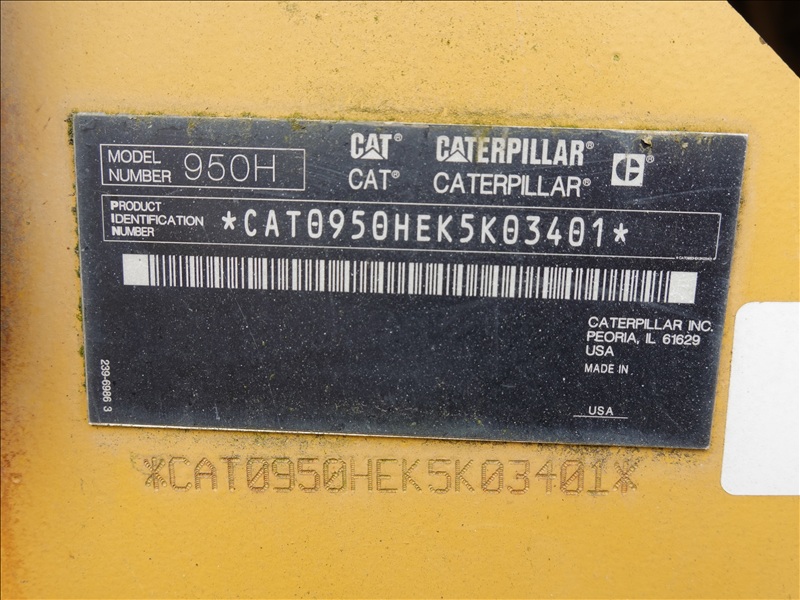 MODEL NUMBER 950H
CAT® CATERPILLAR®
CAT® CATERPILLAR®
PRODUCT
IDENTIFICATION
NUMBER
*CAT0950HEK5K03401*
CATERPILLAR INC.
PEORIA, IL 61629
USA
MADE IN
USA
239-6986 3
*CAT0950HEK5K03401*